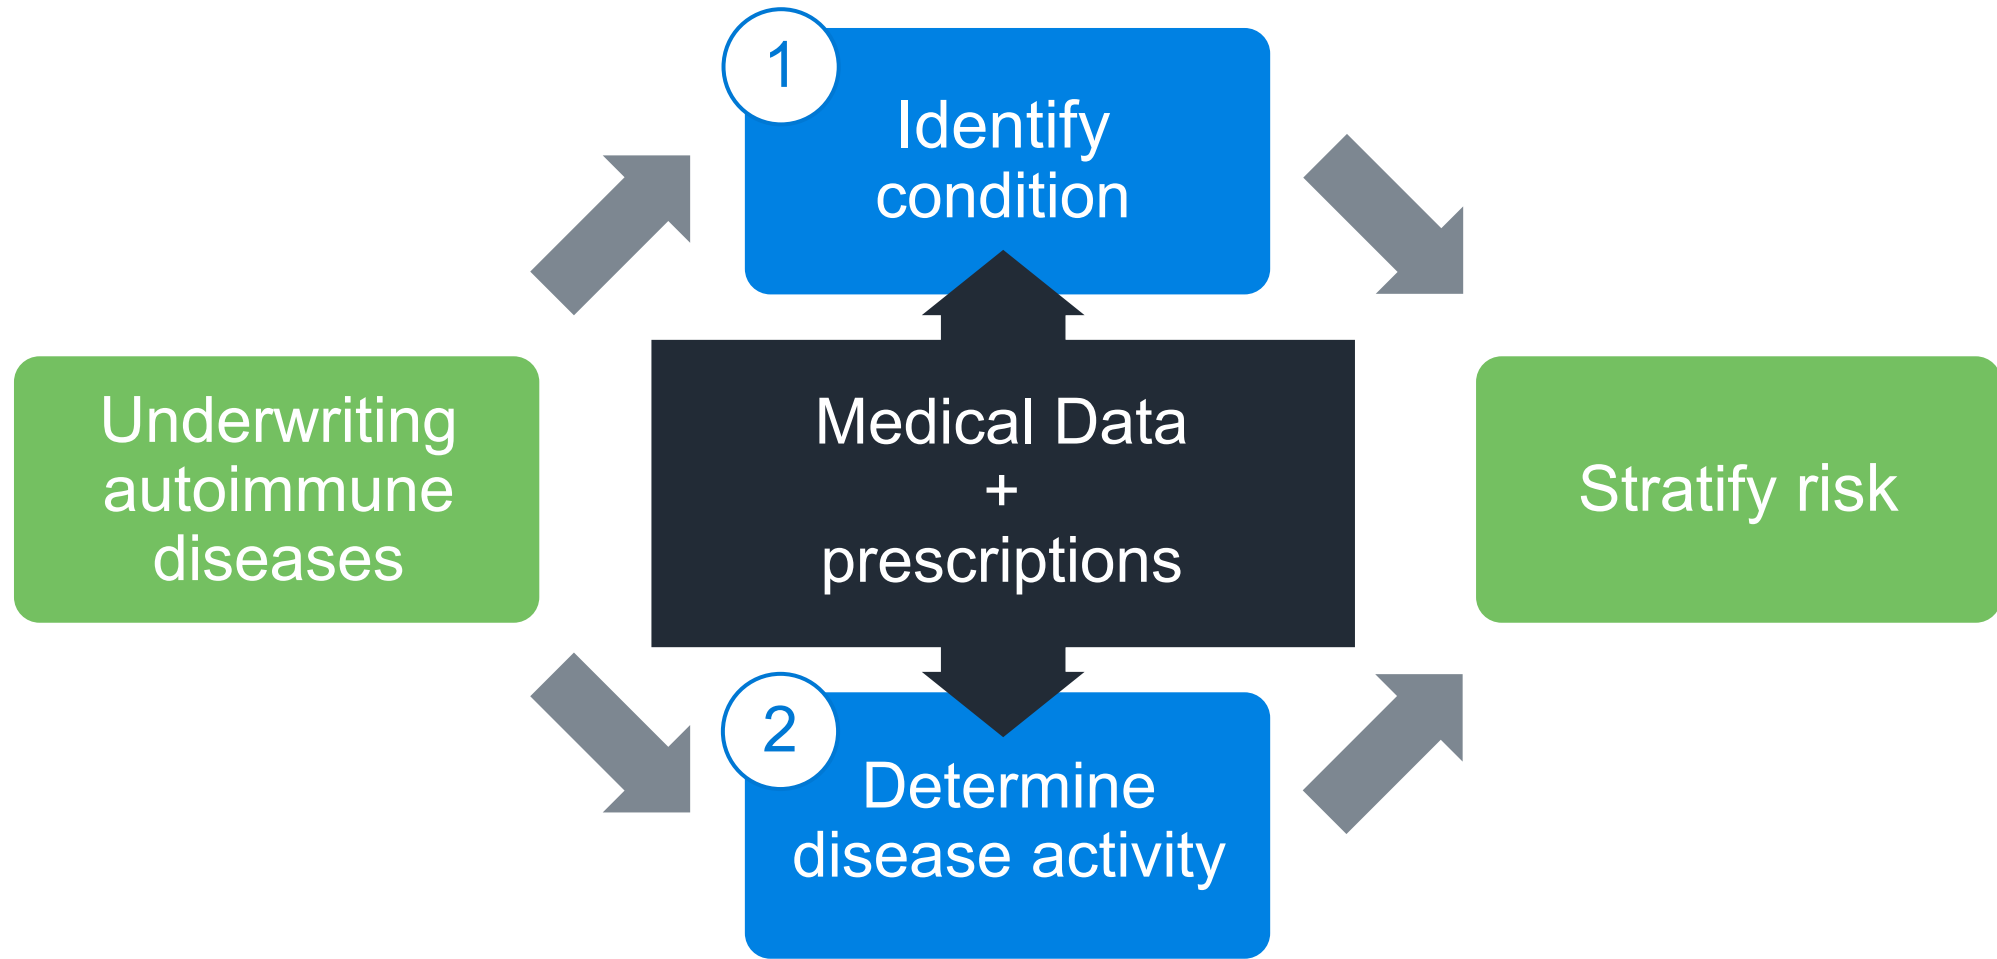 1
Identify
condition
Underwriting
autoimmune
diseases
Medical Data
+
prescriptions
Stratify risk
2
Determine
disease activity